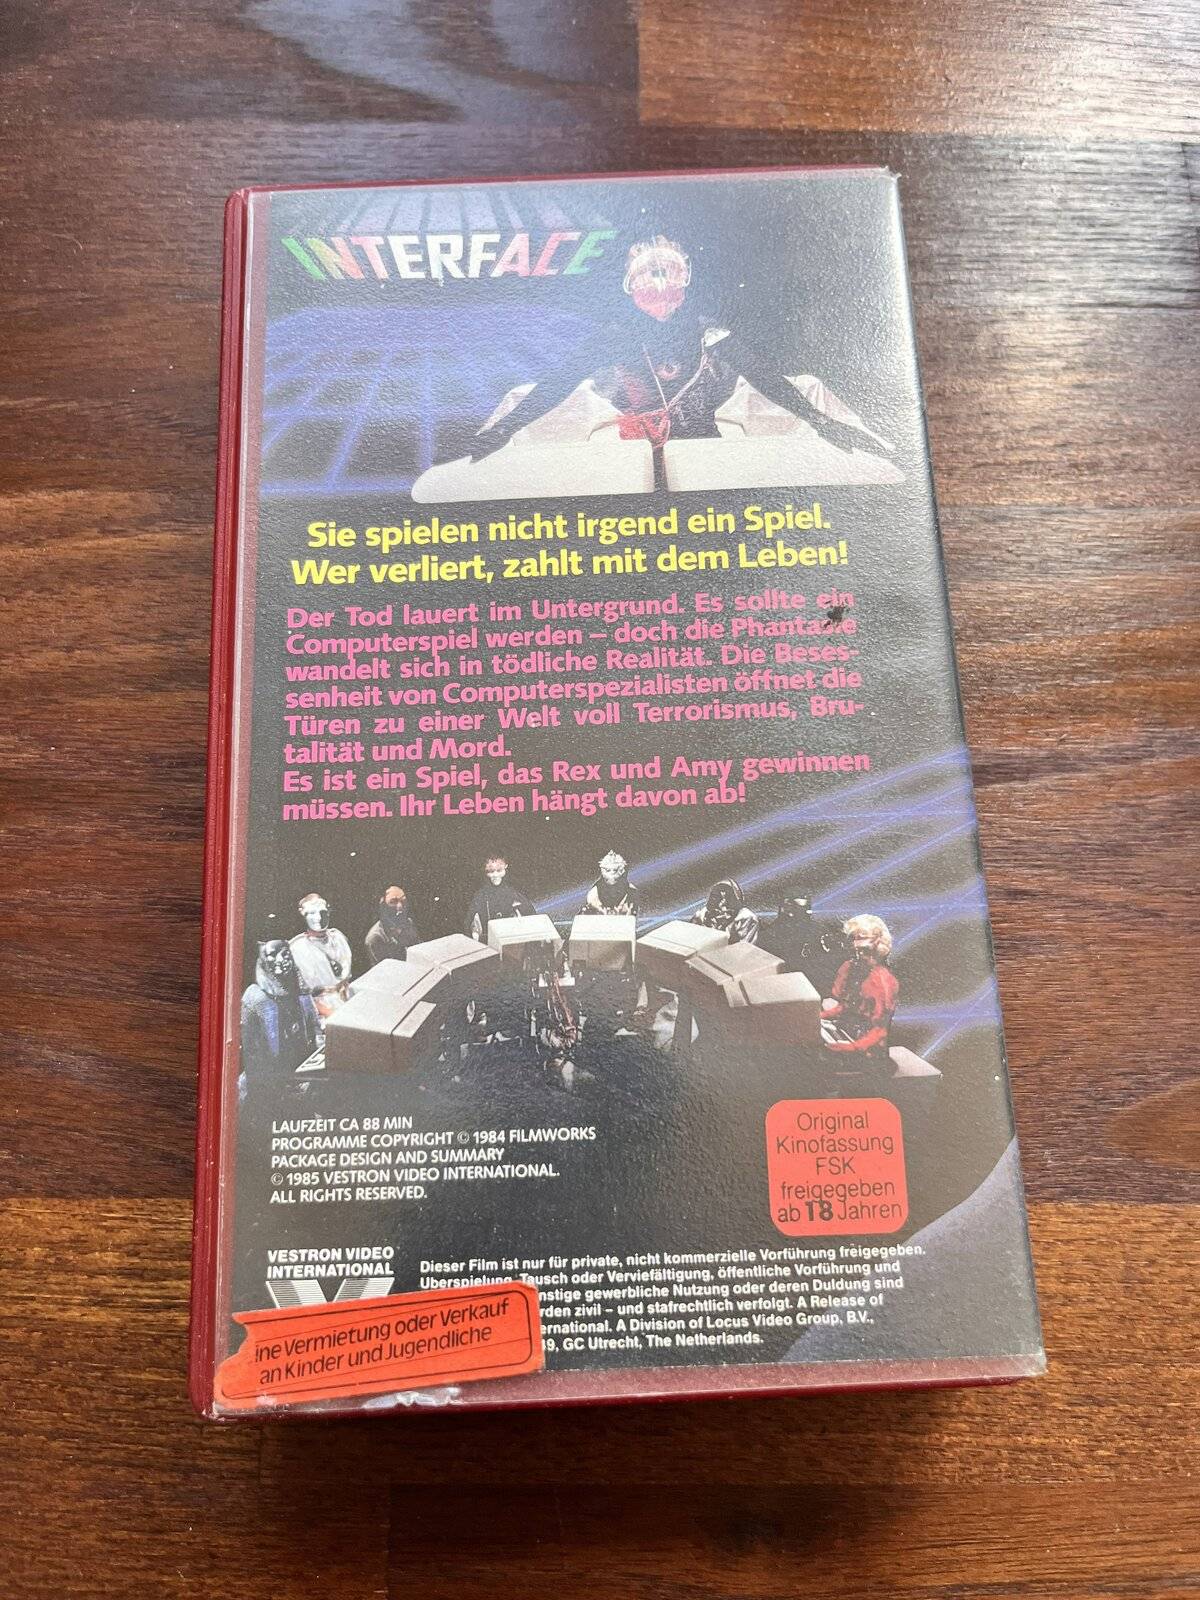 INTERFACE
Sie spielen nicht irgend ein Spiel.
Wer verliert, zahlt mit dem Leben!
Der Tod lauert im Untergrund. Es sollte ein
Computerspiel werden – doch die Phantasie
wandelt sich in tödliche Realität. Die Beses-
senheit von Computerspezialisten öffnet die
Türen zu einer Welt voll Terrorismus, Bru-
talität und Mord.
Es ist ein Spiel, das Rex und Amy gewinnen
müssen. Ihr Leben hängt davon ab!
LAUFZEIT CA 88 MIN
PROGRAMME COPYRIGHT © 1984 FILMWORKS
PACKAGE DESIGN AND SUMMARY
© 1985 VESTRON VIDEO INTERNATIONAL.
ALL RIGHTS RESERVED.
Original
Kinofassung
FSK
freigegeben
ab 18 Jahren
VESTRON VIDEO
INTERNATIONAL
Dieser Film ist nur für private, nicht kommerzielle Vorführung freigegeben.
Überspielung, Tausch oder Verviefältigung, öffentliche Vorführung und
nstige gewerbliche Nutzung oder deren Duldung sind
rden zivil – und stafrechtlich verfolgt. A Release of
ernational. A Division of Locus Video Group, B.V.,
39, GC Utrecht, The Netherlands.
ine Vermietung oder Verkauf
an Kinder und Jugendliche